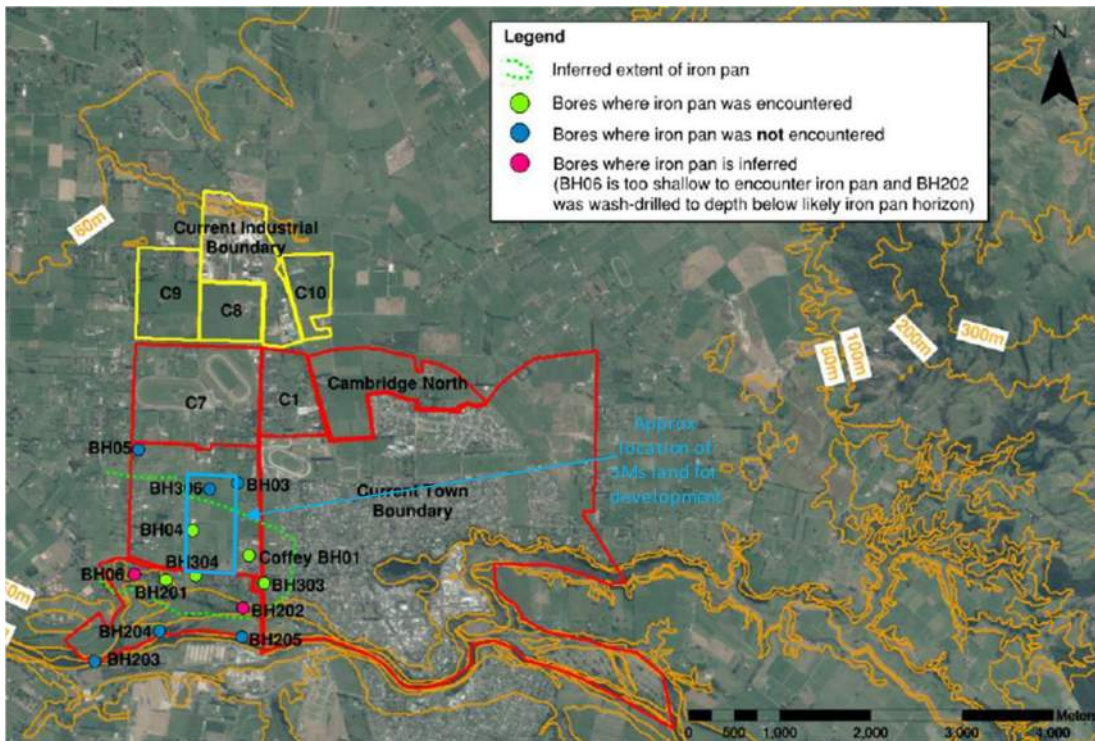 Legend
Inferred extent of iron pan
Bores where iron pan was encountered
Bores where iron pan was not encountered
Bores where iron pan is inferred
(BH06 is too shallow to encounter iron pan and BH202
was wash-drilled to depth below likely iron pan horizon)
N
60m
Current Industrial
Boundary
C9
C8
C10
80m
100m
200m
300m
C7
C1
Cambridge North
BH05
Approx
location of
3Ms land for
development
BH306
BH03
Current Town
Boundary
BH04
BH304
Coffey BH01
BH06
BH201
BH303
BH202
BH204
BH205
BH203
0 500 1,000 2,000 3,000 4,000
Meters